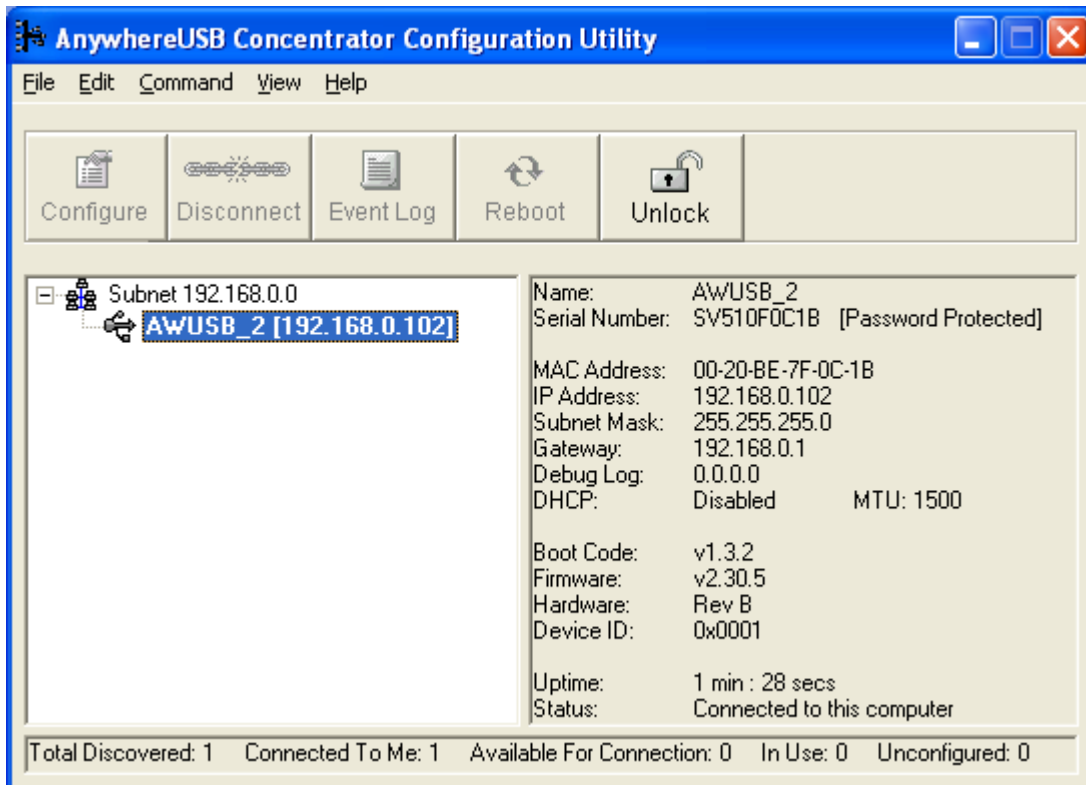 AnywhereUSB Concentrator Configuration Utility
File Edit Command View Help
Configure Disconnect Event Log Reboot Unlock
Subnet 192.168.0.0
AWUSB_2 [192.168.0.102]
Name: AWUSB_2
Serial Number: SV510F0C1B [Password Protected]
MAC Address: 00-20-BE-7F-0C-1B
IP Address: 192.168.0.102
Subnet Mask: 255.255.255.0
Gateway: 192.168.0.1
Debug Log: 0.0.0.0
DHCP: Disabled MTU: 1500
Boot Code: v1.3.2
Firmware: v2.30.5
Hardware: Rev B
Device ID: 0x0001
Uptime: 1 min : 28 secs
Status: Connected to this computer
Total Discovered: 1 Connected To Me: 1 Available For Connection: 0 In Use: 0 Unconfigured: 0